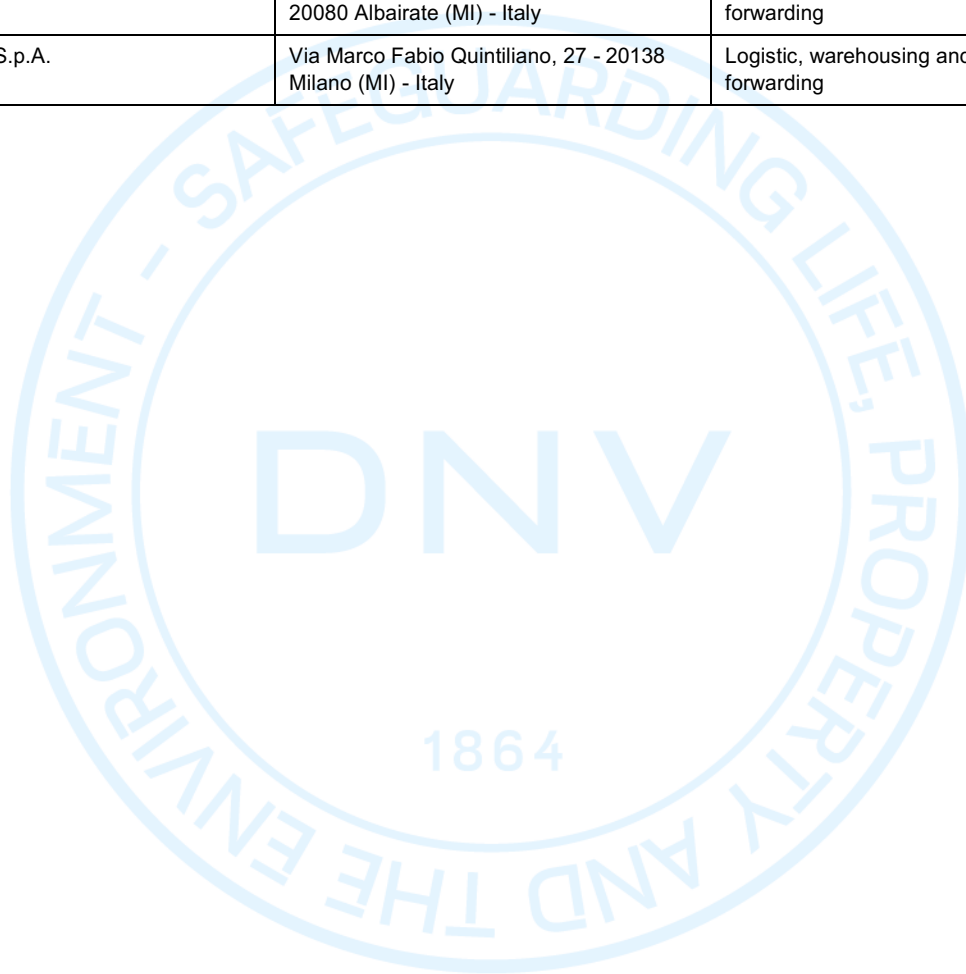 20080 Albairate (MI) - Italy
forwarding
S.p.A.
Via Marco Fabio Quintiliano, 27 - 20138
Milano (MI) - Italy
Logistic, warehousing and
forwarding
SAFEGUARDING LIFE, PROPERTY AND THE ENVIRONMENT -
DNV
1864